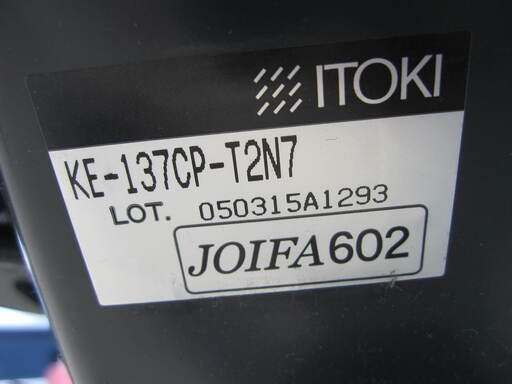 ITOKI
KE-137CP-T2N7
LOT. 050315A1293
JOIFA602